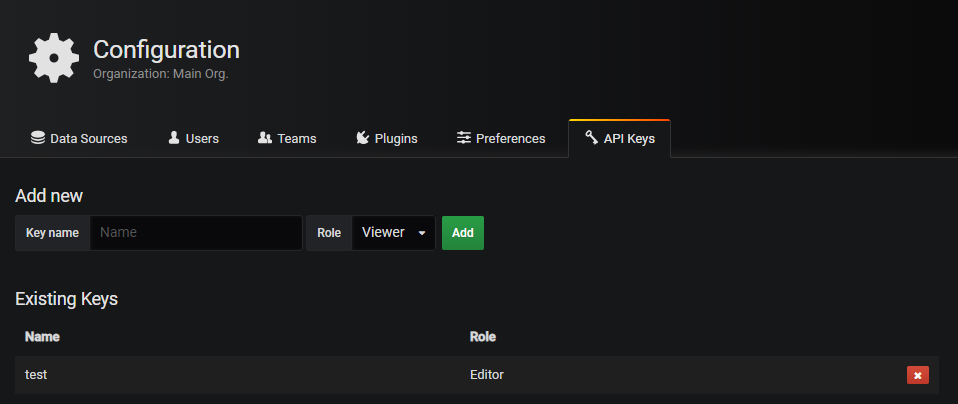 Configuration
Organization: Main Org.
Data Sources Users Teams Plugins Preferences API Keys
Add new
Key name Name Role Viewer Add
Existing Keys
Name Role
test Editor